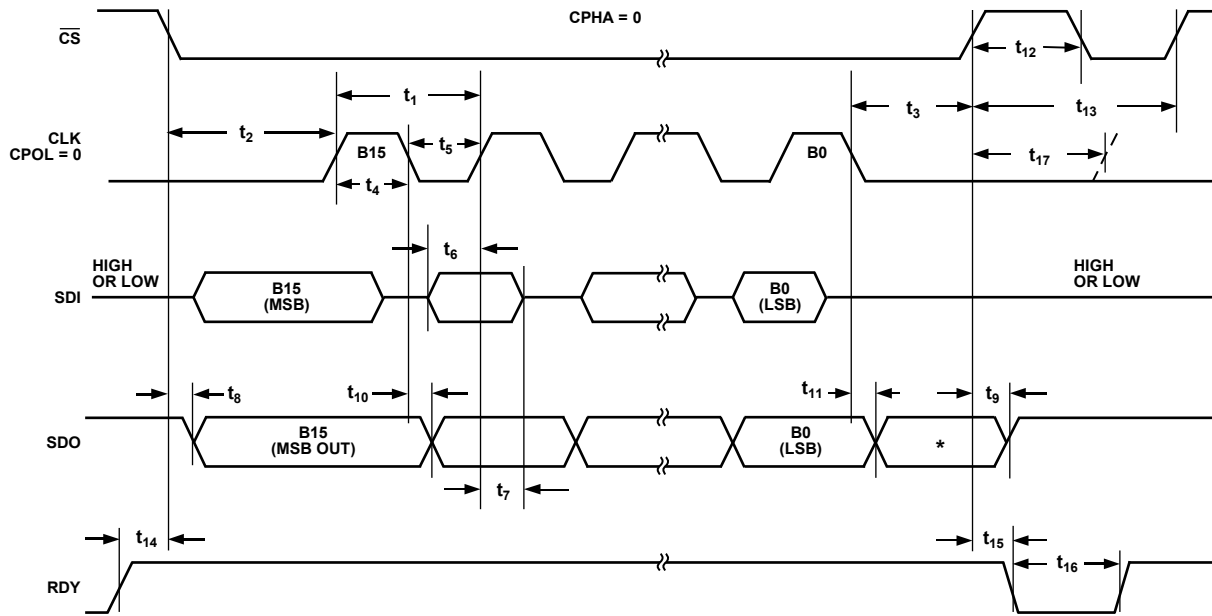 CPHA = 0
CS
t12
t1
t3
t13
t2
CLK
CPOL = 0
B15
t5
B0
t17
t4
t6
HIGH
OR LOW
HIGH
OR LOW
SDI
B15
(MSB)
B0
(LSB)
t8
t10
t11
t9
SDO
B15
(MSB OUT)
B0
(LSB)
*
t7
t14
t15
t16
RDY